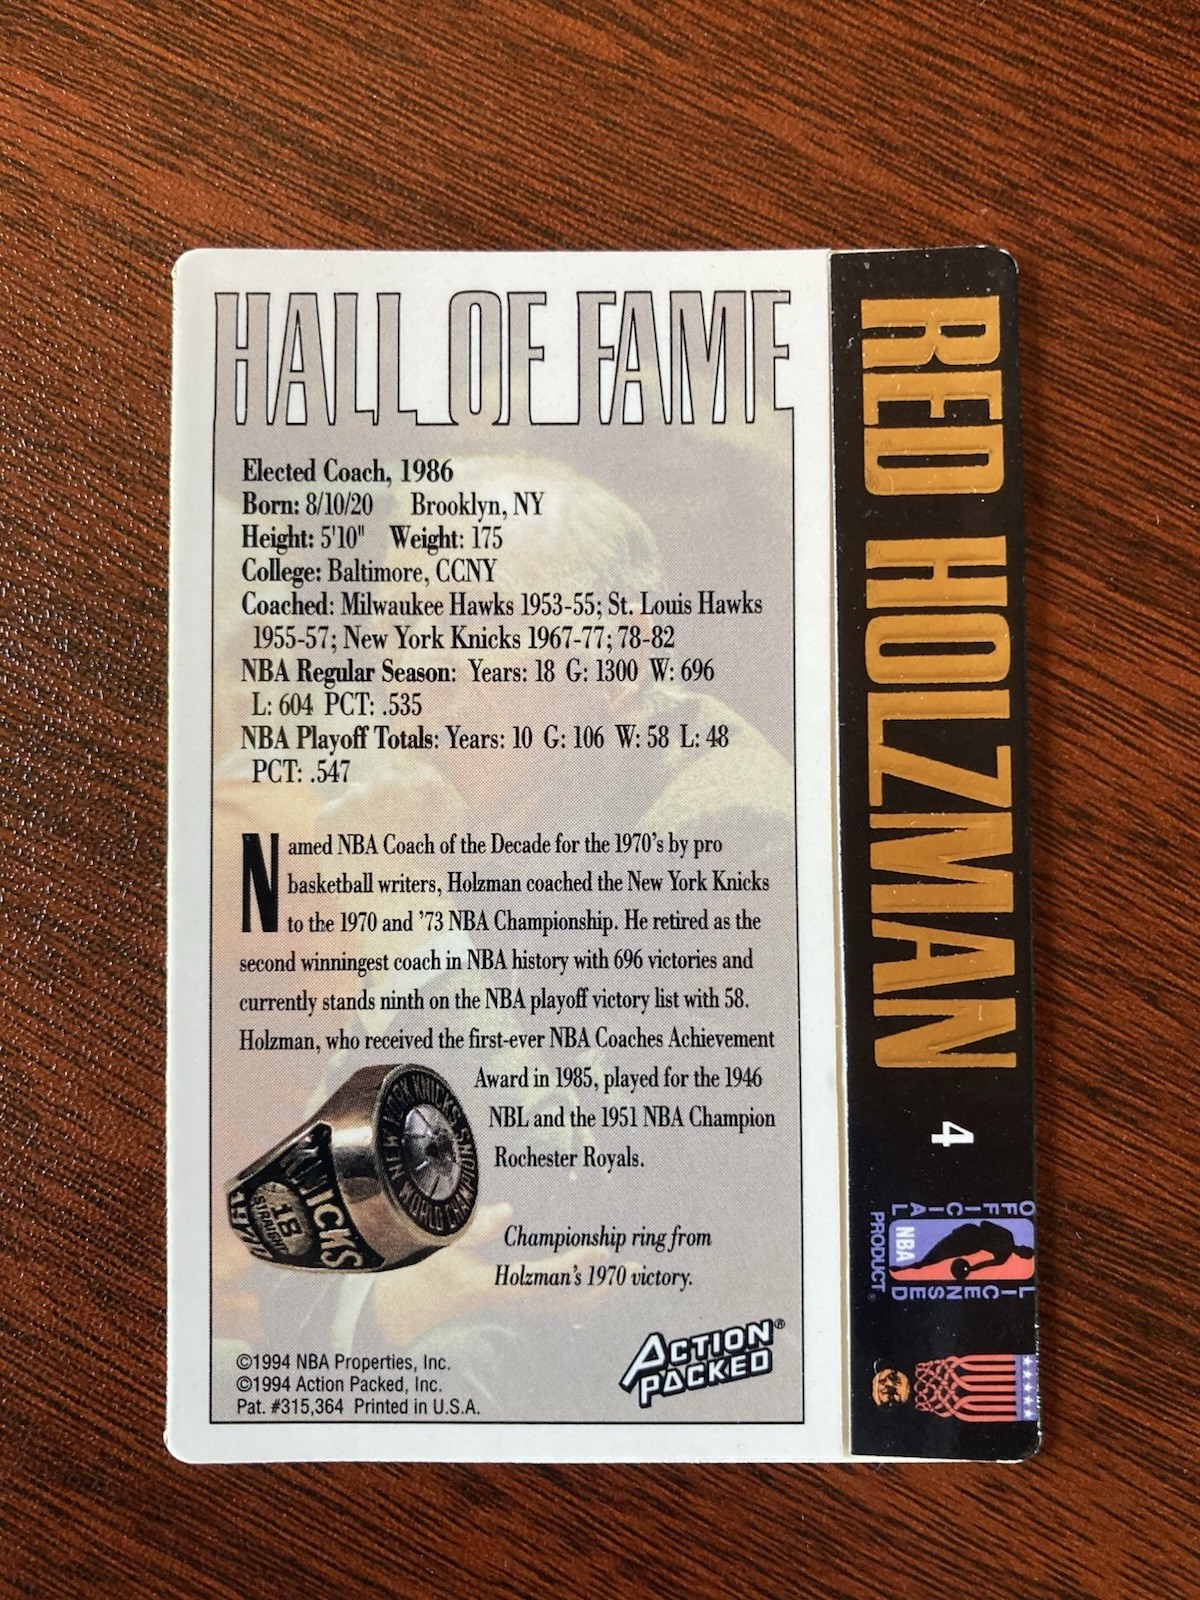 HALL OF FAME
Elected Coach, 1986
Born: 8/10/20 Brooklyn, NY
Height: 5'10" Weight: 175
College: Baltimore, CCNY
Coached: Milwaukee Hawks 1953-55; St. Louis Hawks
1955-57; New York Knicks 1967-77; 78-82
NBA Regular Season: Years: 18 G: 1300 W: 696
L: 604 PCT: .535
NBA Playoff Totals: Years: 10 G: 106 W: 58 L: 48
PCT: .547
Named NBA Coach of the Decade for the 1970's by pro
basketball writers, Holzman coached the New York Knicks
to the 1970 and '73 NBA Championship. He retired as the
second winningest coach in NBA history with 696 victories and
currently stands ninth on the NBA playoff victory list with 58.
Holzman, who received the first-ever NBA Coaches Achievement
Award in 1985, played for the 1946
NBL and the 1951 NBA Champion
Rochester Royals.
NEW YORK KNICKS
WORLD CHAMPIONS
KNICKS
18
STRAIGHT
1970
Championship ring from
Holzman's 1970 victory.
ACTION
PACKED®
©1994 NBA Properties, Inc.
©1994 Action Packed, Inc.
Pat. #315,364 Printed in U.S.A.
RED HOLZMAN 4
OFFICIAL
LICENSED
NBA
PRODUCT®